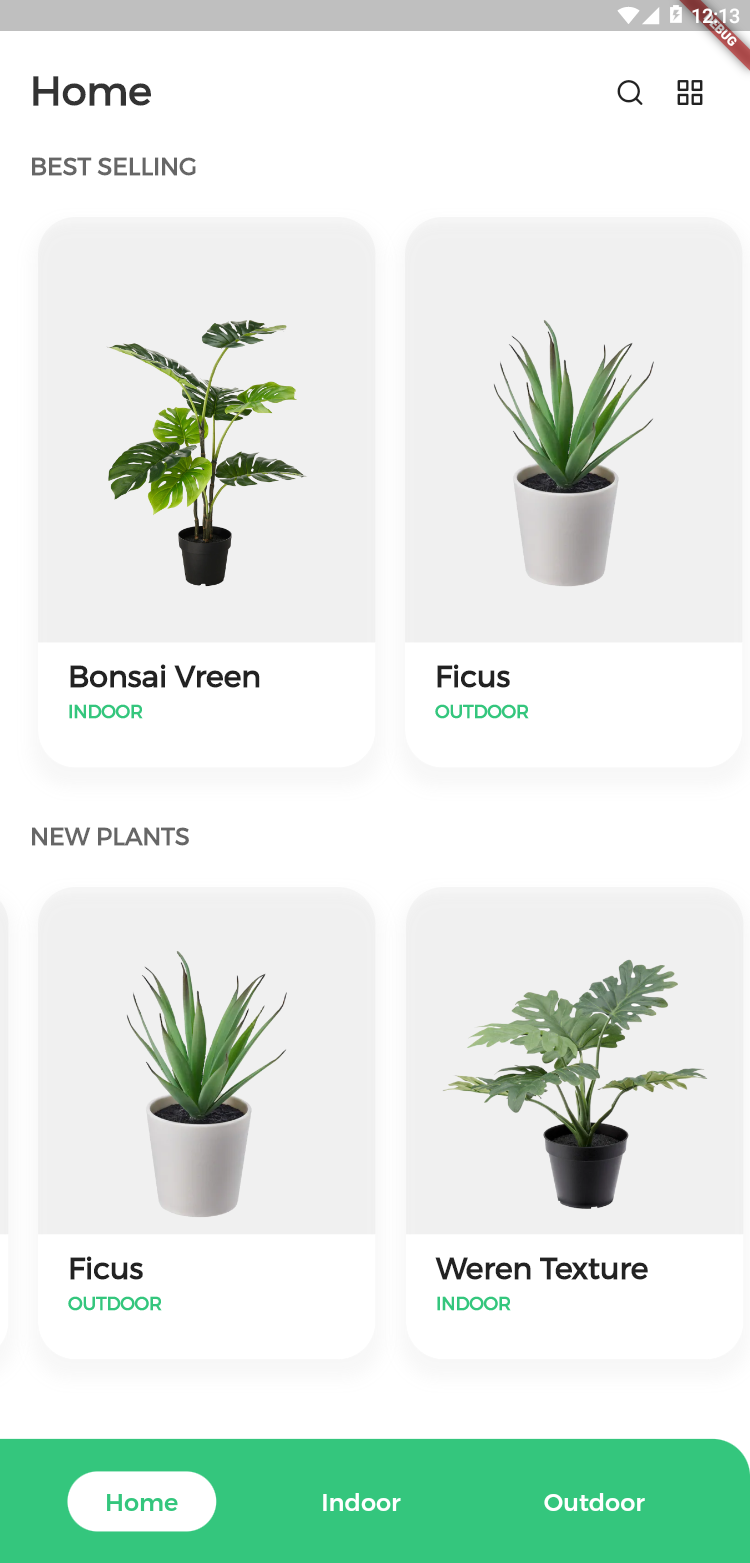 12:13
DEBUG
Home
BEST SELLING
Bonsai Vreen
INDOOR
Ficus
OUTDOOR
NEW PLANTS
Ficus
OUTDOOR
Weren Texture
INDOOR
Home
Indoor
Outdoor